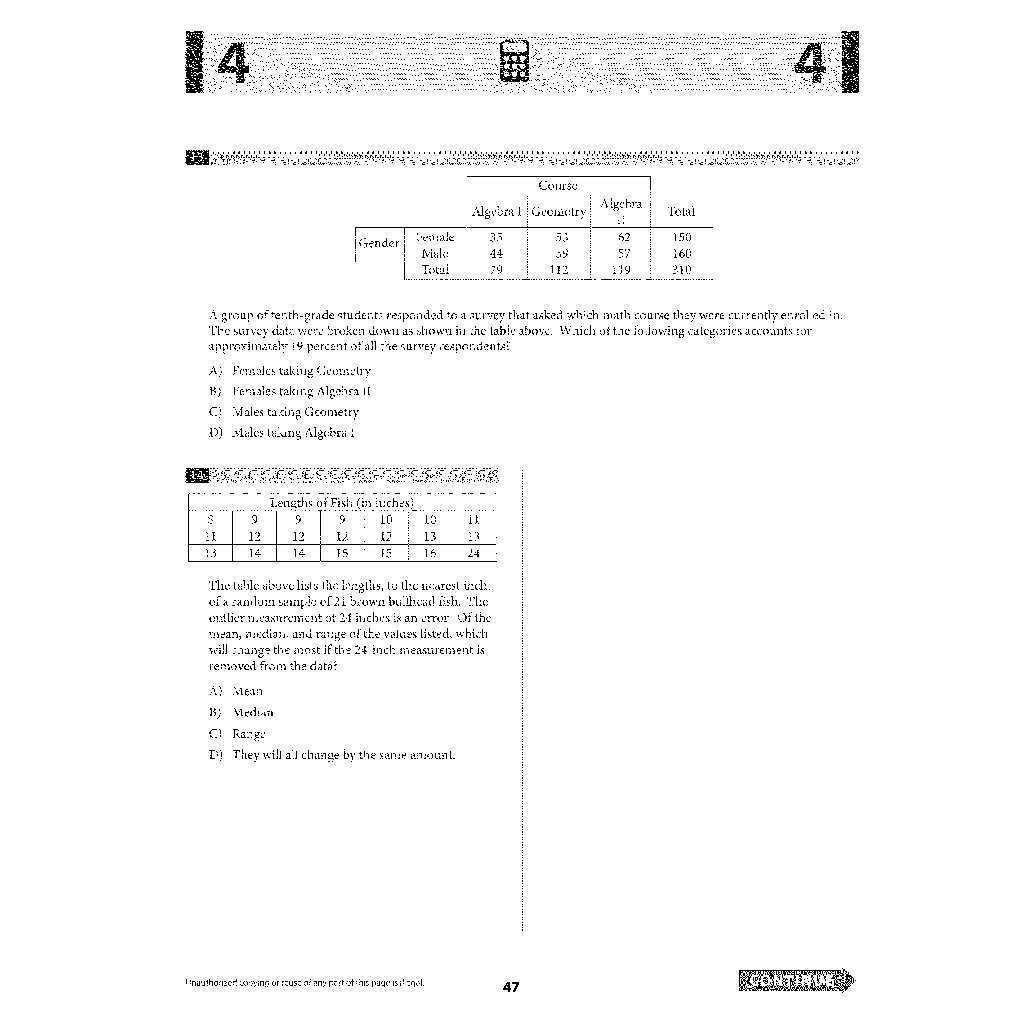 4 4
Course
Algebra I Geometry Algebra II Total
Gender Female 35 53 62 150
Male 44 59 57 160
Total 79 112 119 310
A group of tenth-grade students responded to a survey that asked which math course they were currently enrolled in.
The survey data were broken down as shown in the table above. Which of the following categories accounts for
approximately 19 percent of all the survey respondents?
A) Females taking Geometry
B) Females taking Algebra II
C) Males taking Geometry
D) Males taking Algebra I
Lengths of Fish (in inches)
8 9 9 9 10 10 11
11 12 12 12 12 13 13
13 14 14 15 15 16 24
The table above lists the lengths, to the nearest inch,
of a random sample of 21 brown bullhead fish. The
outlier measurement of 24 inches is an error. Of the
mean, median, and range of the values listed, which
will change the most if the 24-inch measurement is
removed from the data?
A) Mean
B) Median
C) Range
D) They will all change by the same amount.
Unauthorized copying or reuse of any part of this page is illegal.
47
CONTINUE